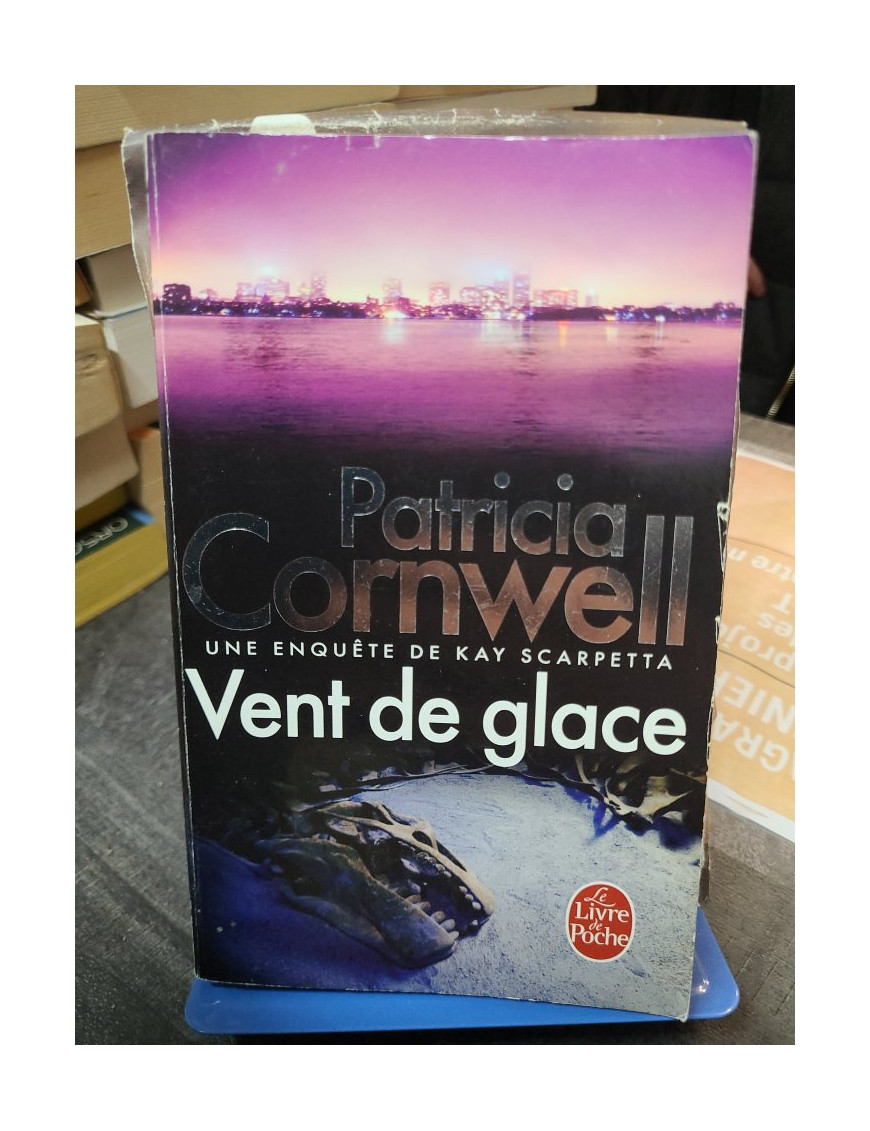 Patricia
Cornwell
UNE ENQUÊTE DE KAY SCARPETTA
Vent de glace
Le
Livre
de
Poche